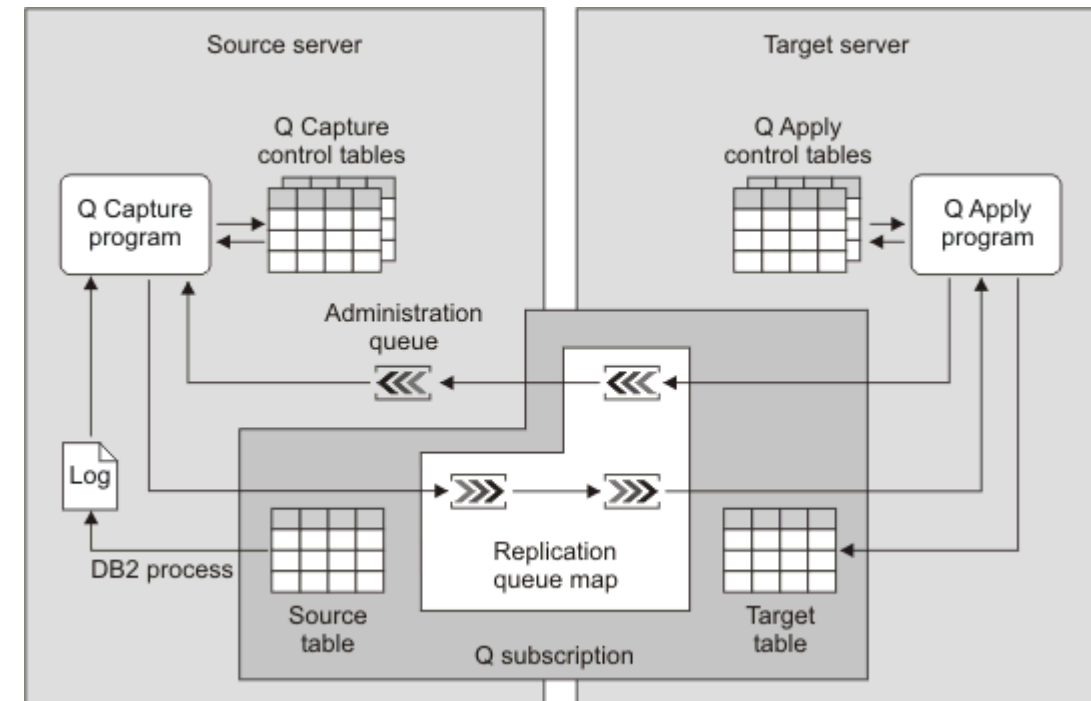 Source server
Target server
Q Capture
control tables
Q Apply
control tables
Q Capture
program
Q Apply
program
Administration
queue
Log
DB2 process
Replication
queue map
Source
table
Target
table
Q subscription